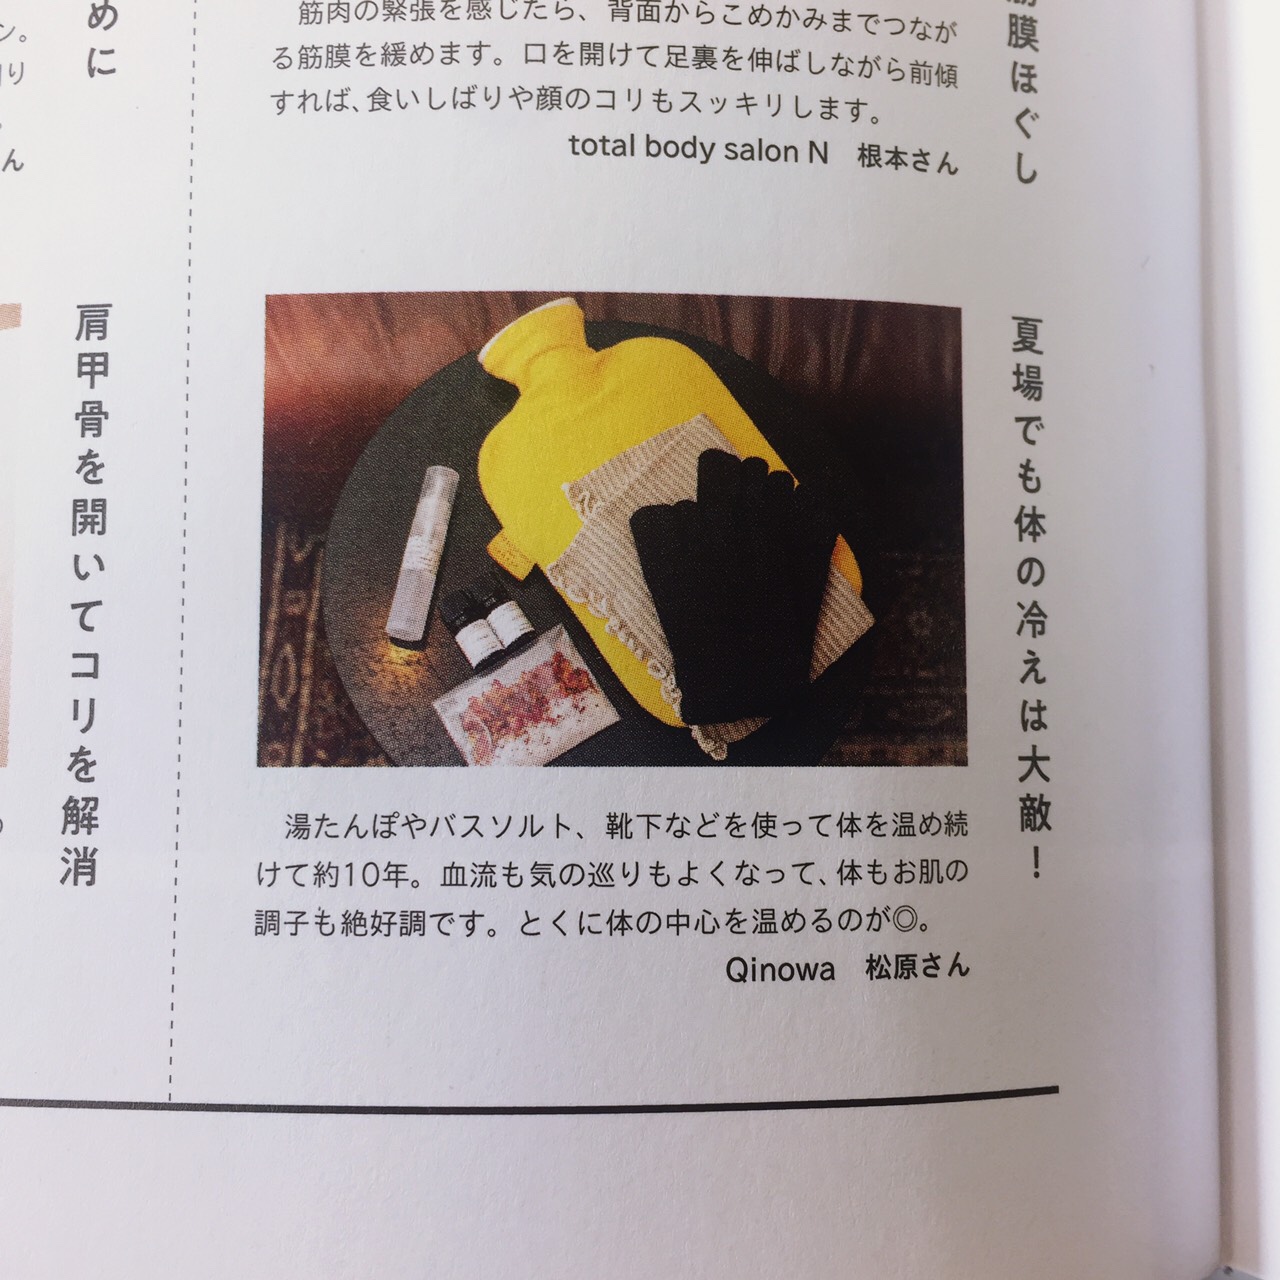 筋膜ほぐし
筋肉の緊張を感じたら、背面からこめかみまでつなが
る筋膜を緩めます。口を開けて足裏を伸ばしながら前傾
すれば、食いしばりや顔のコリもスッキリします。
total body salon N　根本さん
夏場でも体の冷えは大敵！
湯たんぽやバスソルト、靴下などを使って体を温め続
けて約10年。血流も気の巡りもよくなって、体もお肌の
調子も絶好調です。とくに体の中心を温めるのが◎。
Qinowa　松原さん
めに
ン。
り
ん
肩甲骨を開いてコリを解消